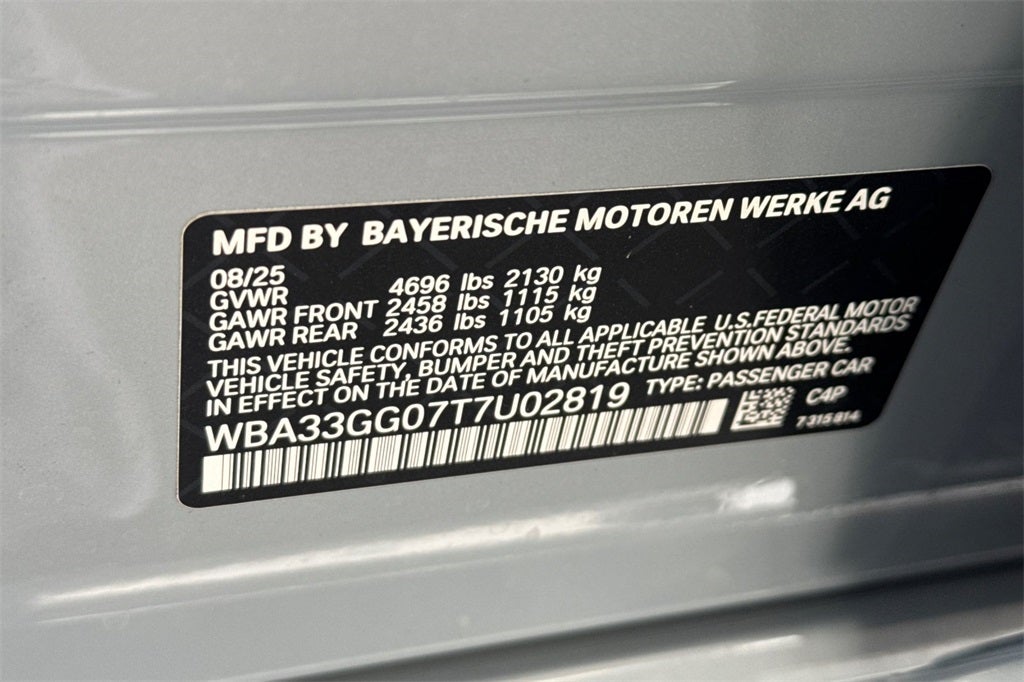 MFD BY BAYERISCHE MOTOREN WERKE AG
08/25
GVWR 4696 lbs 2130 kg
GAWR FRONT 2458 lbs 1115 kg
GAWR REAR 2436 lbs 1105 kg
THIS VEHICLE CONFORMS TO ALL APPLICABLE U.S.FEDERAL MOTOR
VEHICLE SAFETY, BUMPER AND THEFT PREVENTION STANDARDS
IN EFFECT ON THE DATE OF MANUFACTURE SHOWN ABOVE.
WBA33GG07T7U02819 TYPE: PASSENGER CAR
C4P
7315814